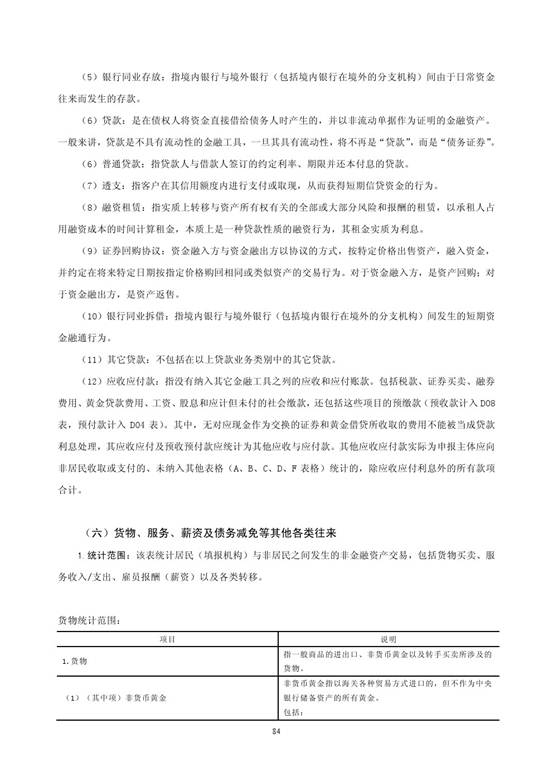 （5）银行同业存放：指境内银行与境外银行（包括境内银行在境外的分支机构）间由于日常资金
往来而发生的存款。
（6）贷款：是在债权人将资金直接借给债务人时产生的，并以非流动单据作为证明的金融资产。
一般来讲，贷款是不具有流动性的金融工具，一旦其具有流动性，将不再是“贷款”，而是“债务证券”。
（6）普通贷款：指贷款人与借款人签订的约定利率、期限并还本付息的贷款。
（7）透支：指客户在其信用额度内进行支付或取现，从而获得短期信贷资金的行为。
（8）融资租赁：指实质上转移与资产所有权有关的全部或大部分风险和报酬的租赁，以承租人占
用融资成本的时间计算租金，本质上是一种贷款性质的融资行为，其租金实质为利息。
（9）证券回购协议：资金融入方与资金融出方以协议的方式，按特定价格出售资产，融入资金，
并约定在将来特定日期按指定价格购回相同或类似资产的交易行为。对于资金融入方，是资产回购；对
于资金融出方，是资产返售。
（10）银行同业拆借：指境内银行与境外银行（包括境内银行在境外的分支机构）间发生的短期资
金融通行为。
（11）其它贷款：不包括在以上贷款业务类别中的其它贷款。
（12）应收应付款：指没有纳入其它金融工具之列的应收和应付账款。包括税款、证券买卖、融券
费用、黄金贷款费用、工资、股息和应计但未付的社会缴款，还包括这些项目的预缴款（预收款计入 D08
表，预付款计入 D04 表）。其中，无对应现金作为交换的证券和黄金借贷所收取的费用不能被当成贷款
利息处理，其应收应付及预收预付款应统计为其他应收与应付款。其他应收应付款实际为申报主体应向
非居民收取或支付的、未纳入其他表格（A、B、C、D、F 表格）统计的，除应收应付利息外的所有款项
合计。
（六）货物、服务、薪资及债务减免等其他各类往来
1.统计范围：该表统计居民（填报机构）与非居民之间发生的非金融资产交易，包括货物买卖、服
务收入/支出、雇员报酬（薪资）以及各类转移。
货物统计范围：
项目 说明
1.货物 指一般商品的进出口、非货币黄金以及转手买卖所涉及的
货物。
（1）（其中项）非货币黄金 非货币黄金指以海关各种贸易方式进口的，但不作为中央
银行储备资产的所有黄金。
包括：
84